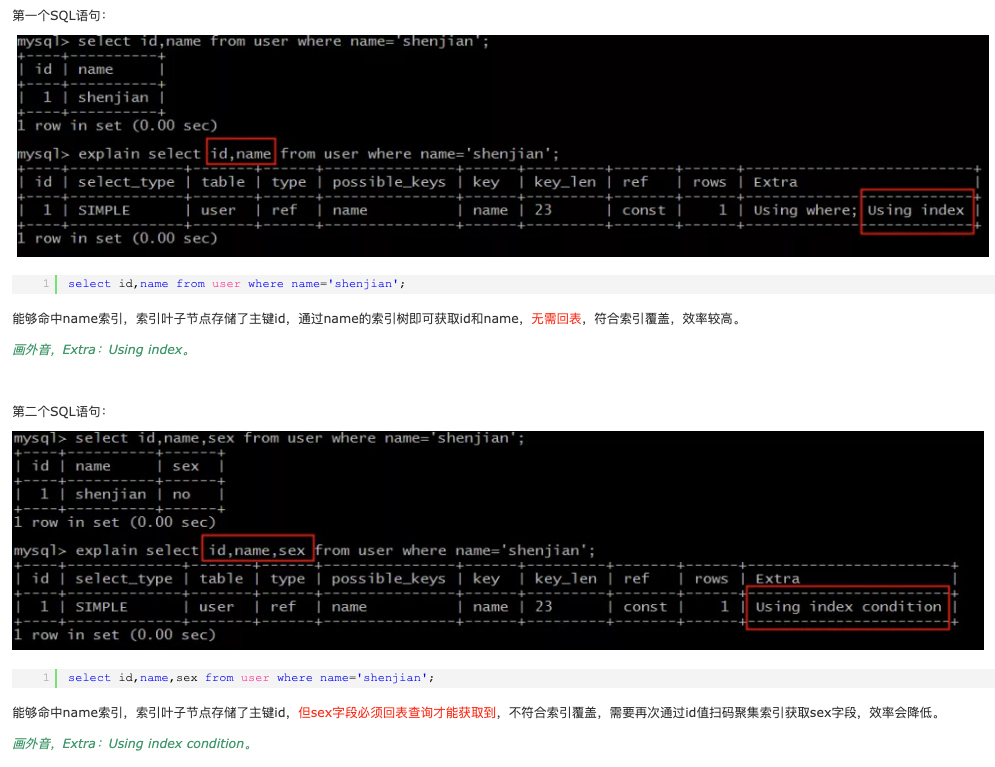 第一个SQL语句：
mysql> select id,name from user where name='shenjian';
+----+----------+
| id | name     |
+----+----------+
|  1 | shenjian |
+----+----------+
1 row in set (0.00 sec)
mysql> explain select id,name from user where name='shenjian';
+----+-------------+-------+------+---------------+------+---------+-------+------+--------------------------+
| id | select_type | table | type | possible_keys | key | key_len | ref | rows | Extra |
+----+-------------+-------+------+---------------+------+---------+-------+------+--------------------------+
| 1 | SIMPLE | user | ref | name | name | 23 | const | 1 | Using where; Using index |
+----+-------------+-------+------+---------------+------+---------+-------+------+--------------------------+
1 row in set (0.00 sec)
1 select id,name from user where name='shenjian';
能够命中name索引，索引叶子节点存储了主键id，通过name的索引树即可获取id和name，无需回表，符合索引覆盖，效率较高。
画外音，Extra：Using index。
第二个SQL语句：
mysql> select id,name,sex from user where name='shenjian';
+----+----------+------+
| id | name     | sex  |
+----+----------+------+
|  1 | shenjian | no   |
+----+----------+------+
1 row in set (0.00 sec)
mysql> explain select id,name,sex from user where name='shenjian';
+----+-------------+-------+------+---------------+------+---------+-------+------+-----------------------+
| id | select_type | table | type | possible_keys | key | key_len | ref | rows | Extra |
+----+-------------+-------+------+---------------+------+---------+-------+------+-----------------------+
| 1 | SIMPLE | user | ref | name | name | 23 | const | 1 | Using index condition |
+----+-------------+-------+------+---------------+------+---------+-------+------+-----------------------+
1 row in set (0.00 sec)
1 select id,name,sex from user where name='shenjian';
能够命中name索引，索引叶子节点存储了主键id，但sex字段必须回表查询才能获取到，不符合索引覆盖，需要再次通过id值扫码聚集索引获取sex字段，效率会降低。
画外音，Extra：Using index condition。